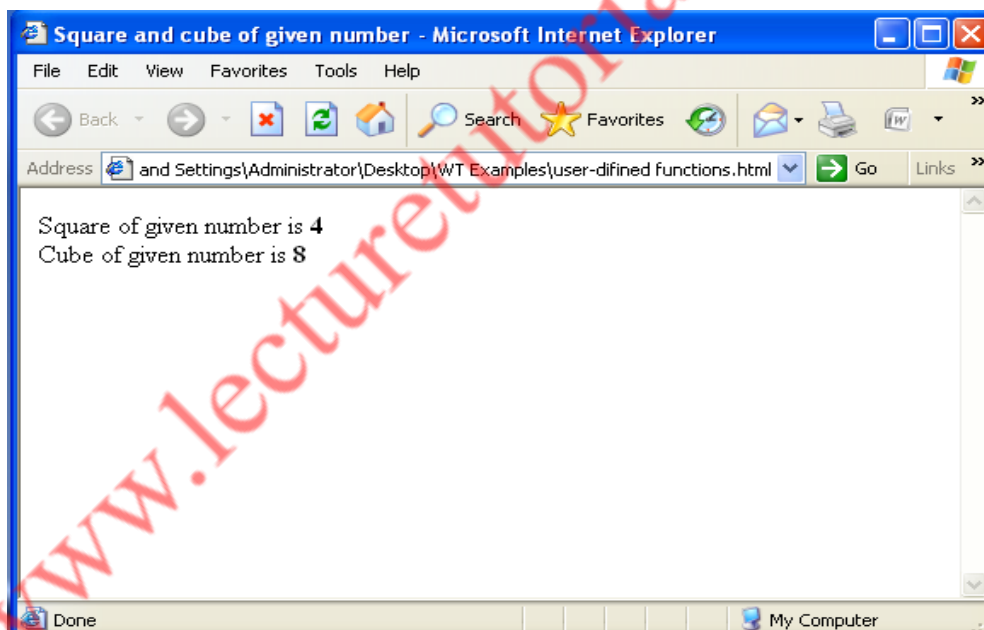 Square and cube of given number - Microsoft Internet Explorer
File Edit View Favorites Tools Help
Back Search Favorites
Address and Settings\Administrator\Desktop\WT Examples\user-difined functions.html Go Links
Square of given number is 4
Cube of given number is 8
www.lecturetutoria
Done My Computer